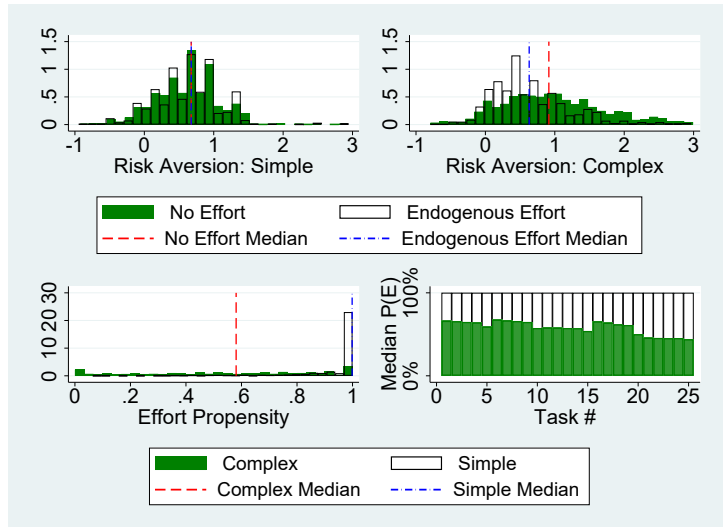 0 .5 1 1.5
-1 0 1 2 3
Risk Aversion: Simple
0 .5 1 1.5
-1 0 1 2 3
Risk Aversion: Complex
No Effort Endogenous Effort
No Effort Median Endogenous Effort Median
0 10 20 30
0 .2 .4 .6 .8 1
Effort Propensity
Median P(E)
0% 100%
0 5 10 15 20 25
Task #
Complex Simple
Complex Median Simple Median